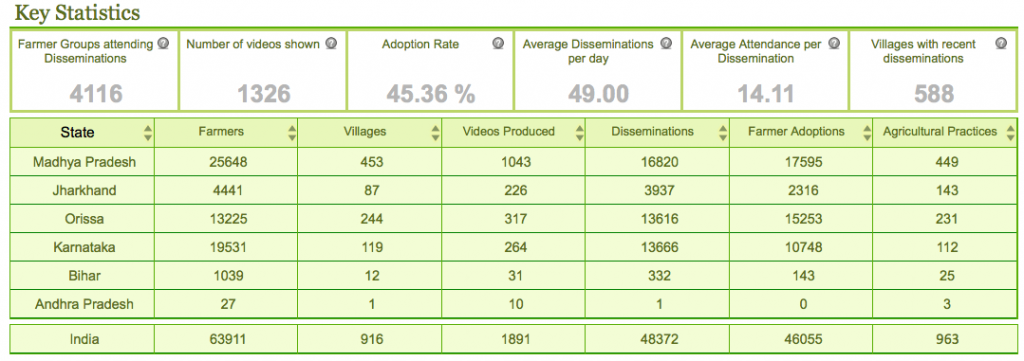 Key Statistics
Farmer Groups attending Disseminations
4116
Number of videos shown
1326
Adoption Rate
45.36 %
Average Disseminations per day
49.00
Average Attendance per Dissemination
14.11
Villages with recent disseminations
588
State Farmers Villages Videos Produced Disseminations Farmer Adoptions Agricultural Practices
Madhya Pradesh 25648 453 1043 16820 17595 449
Jharkhand 4441 87 226 3937 2316 143
Orissa 13225 244 317 13616 15253 231
Karnataka 19531 119 264 13666 10748 112
Bihar 1039 12 31 332 143 25
Andhra Pradesh 27 1 10 1 0 3
India 63911 916 1891 48372 46055 963